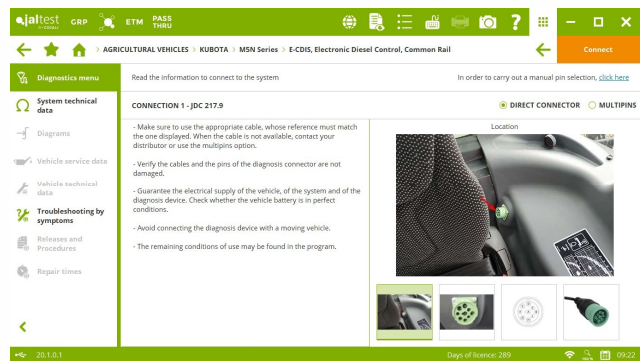 jaltest
GRP
ETM
PASS
THRU
?
> AGRICULTURAL VEHICLES > KUBOTA > M5N Series > E-CDIS, Electronic Diesel Control, Common Rail
Connect
Diagnostics menu
System technical
data
Diagrams
Vehicle service data
Vehicle technical
data
Troubleshooting by
symptoms
Releases and
Procedures
Repair times
Read the information to connect to the system
In order to carry out a manual pin selection, click here
CONNECTION 1 - JDC 217.9
DIRECT CONNECTOR
MULTIPINS
- Make sure to use the appropriate cable, whose reference must match
the one displayed. When the cable is not available, contact your
distributor or use the multipins option.
- Verify the cables and the pins of the diagnosis connector are not
damaged.
- Guarantee the electrical supply of the vehicle, of the system and of the
diagnosis device. Check whether the vehicle battery is in perfect
conditions.
- Avoid connecting the diagnosis device with a moving vehicle.
- The remaining conditions of use may be found in the program.
Location
20.1.0.1
Days of licence: 289
09:22